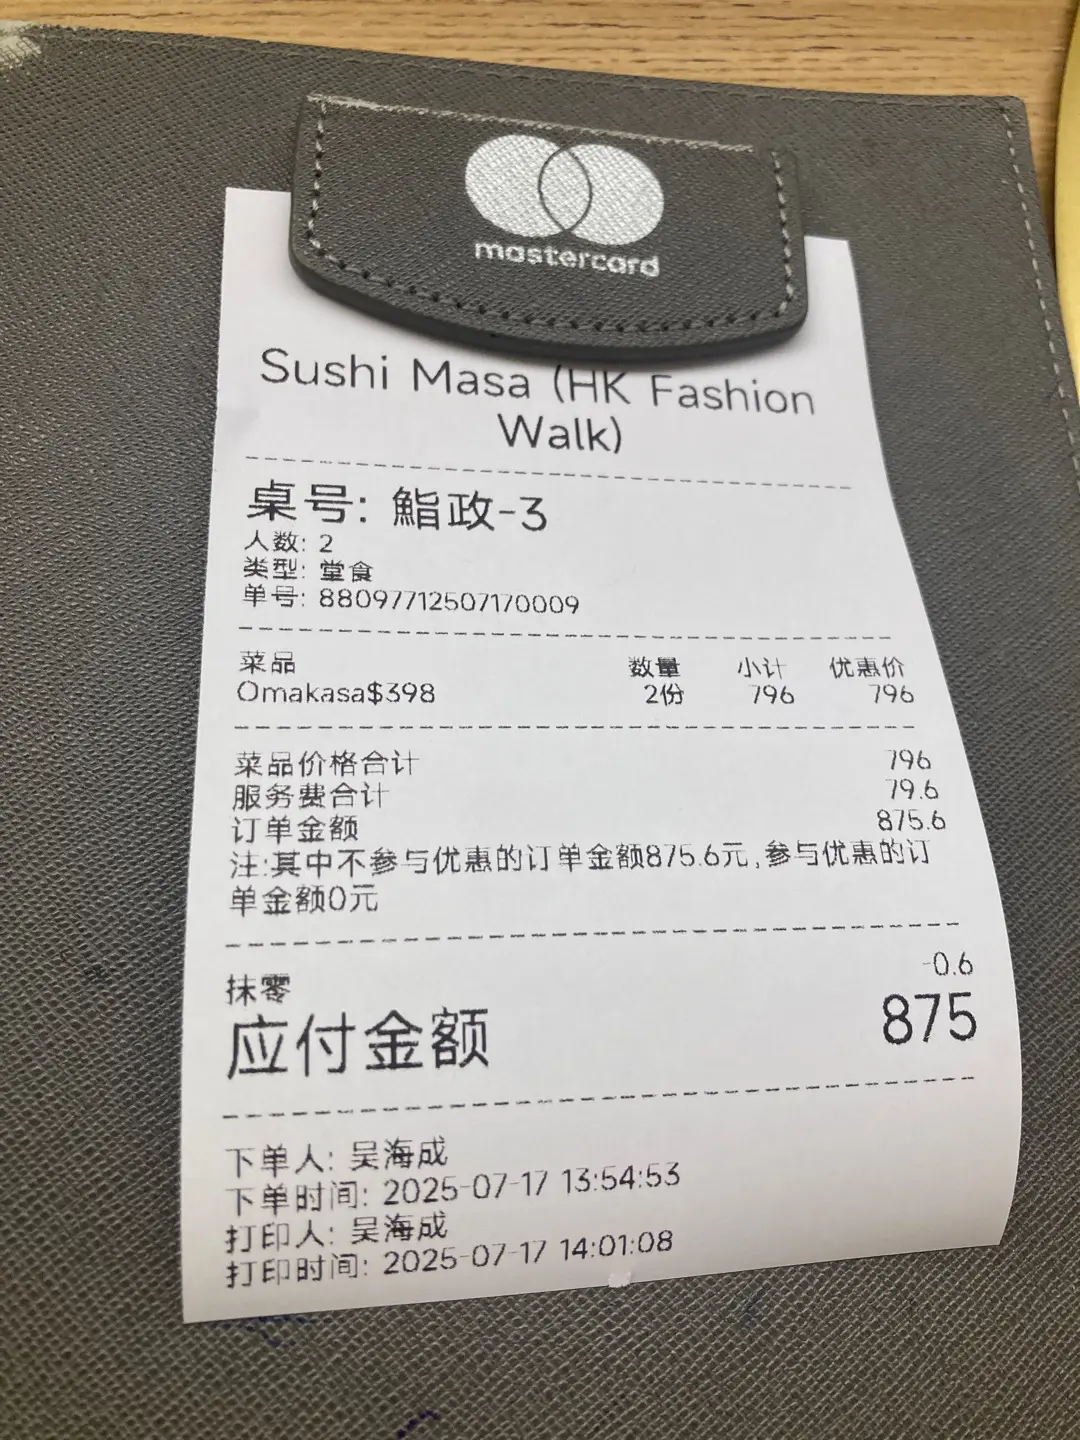 mastercard
Sushi Masa (HK Fashion
Walk)
桌号: 鮨政-3
人数: 2
类型: 堂食
单号: 88097712507170009
菜品 数量 小计 优惠价
Omakasa$398 2份 796 796
菜品价格合计 796
服务费合计 79.6
订单金额 875.6
注:其中不参与优惠的订单金额875.6元,参与优惠的订
单金额0元
抹零 -0.6
应付金额 875
下单人: 吴海成
下单时间: 2025-07-17 13:54:53
打印人: 吴海成
打印时间: 2025-07-17 14:01:08